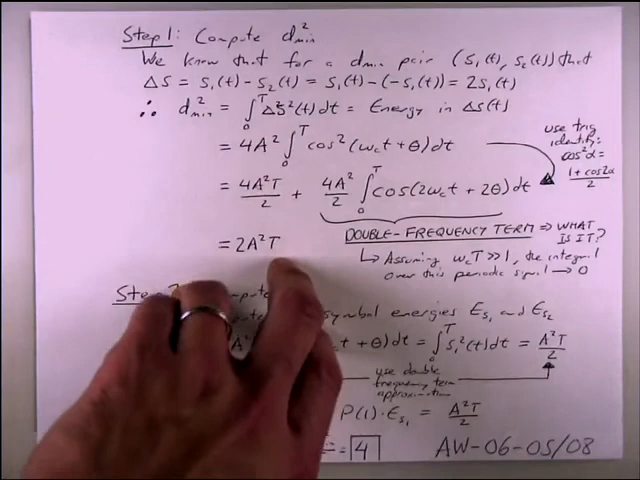 Step 1: Compute d²min
We know that for a dmin pair (s₁(t), s₂(t)) that
Δs = s₁(t) - s₂(t) = s₁(t) - (-s₁(t)) = 2s₁(t)
∴ d²min = ∫₀ᵀ Δs²(t)dt = Energy in Δs(t)
= 4A² ∫₀ᵀ cos²(ωct + θ)dt
use trig identity: cos²α = (1 + cos2α)/2
= 4A²T/2 + 4A²/2 ∫₀ᵀ cos(2ωct + 2θ)dt
DOUBLE-FREQUENCY TERM ⇒ WHAT IS IT?
= 2A²T
↳ Assuming ωcT >> 1, the integral
over this periodic signal → 0
Step
symbol energies Es₁ and Es₂
t + θ)dt = ∫₀ᵀ s₁²(t)dt = A²T/2
use double
frequency term
approximation
P(1)·Es₁ = A²T/2
= 4
AW-06-05/08